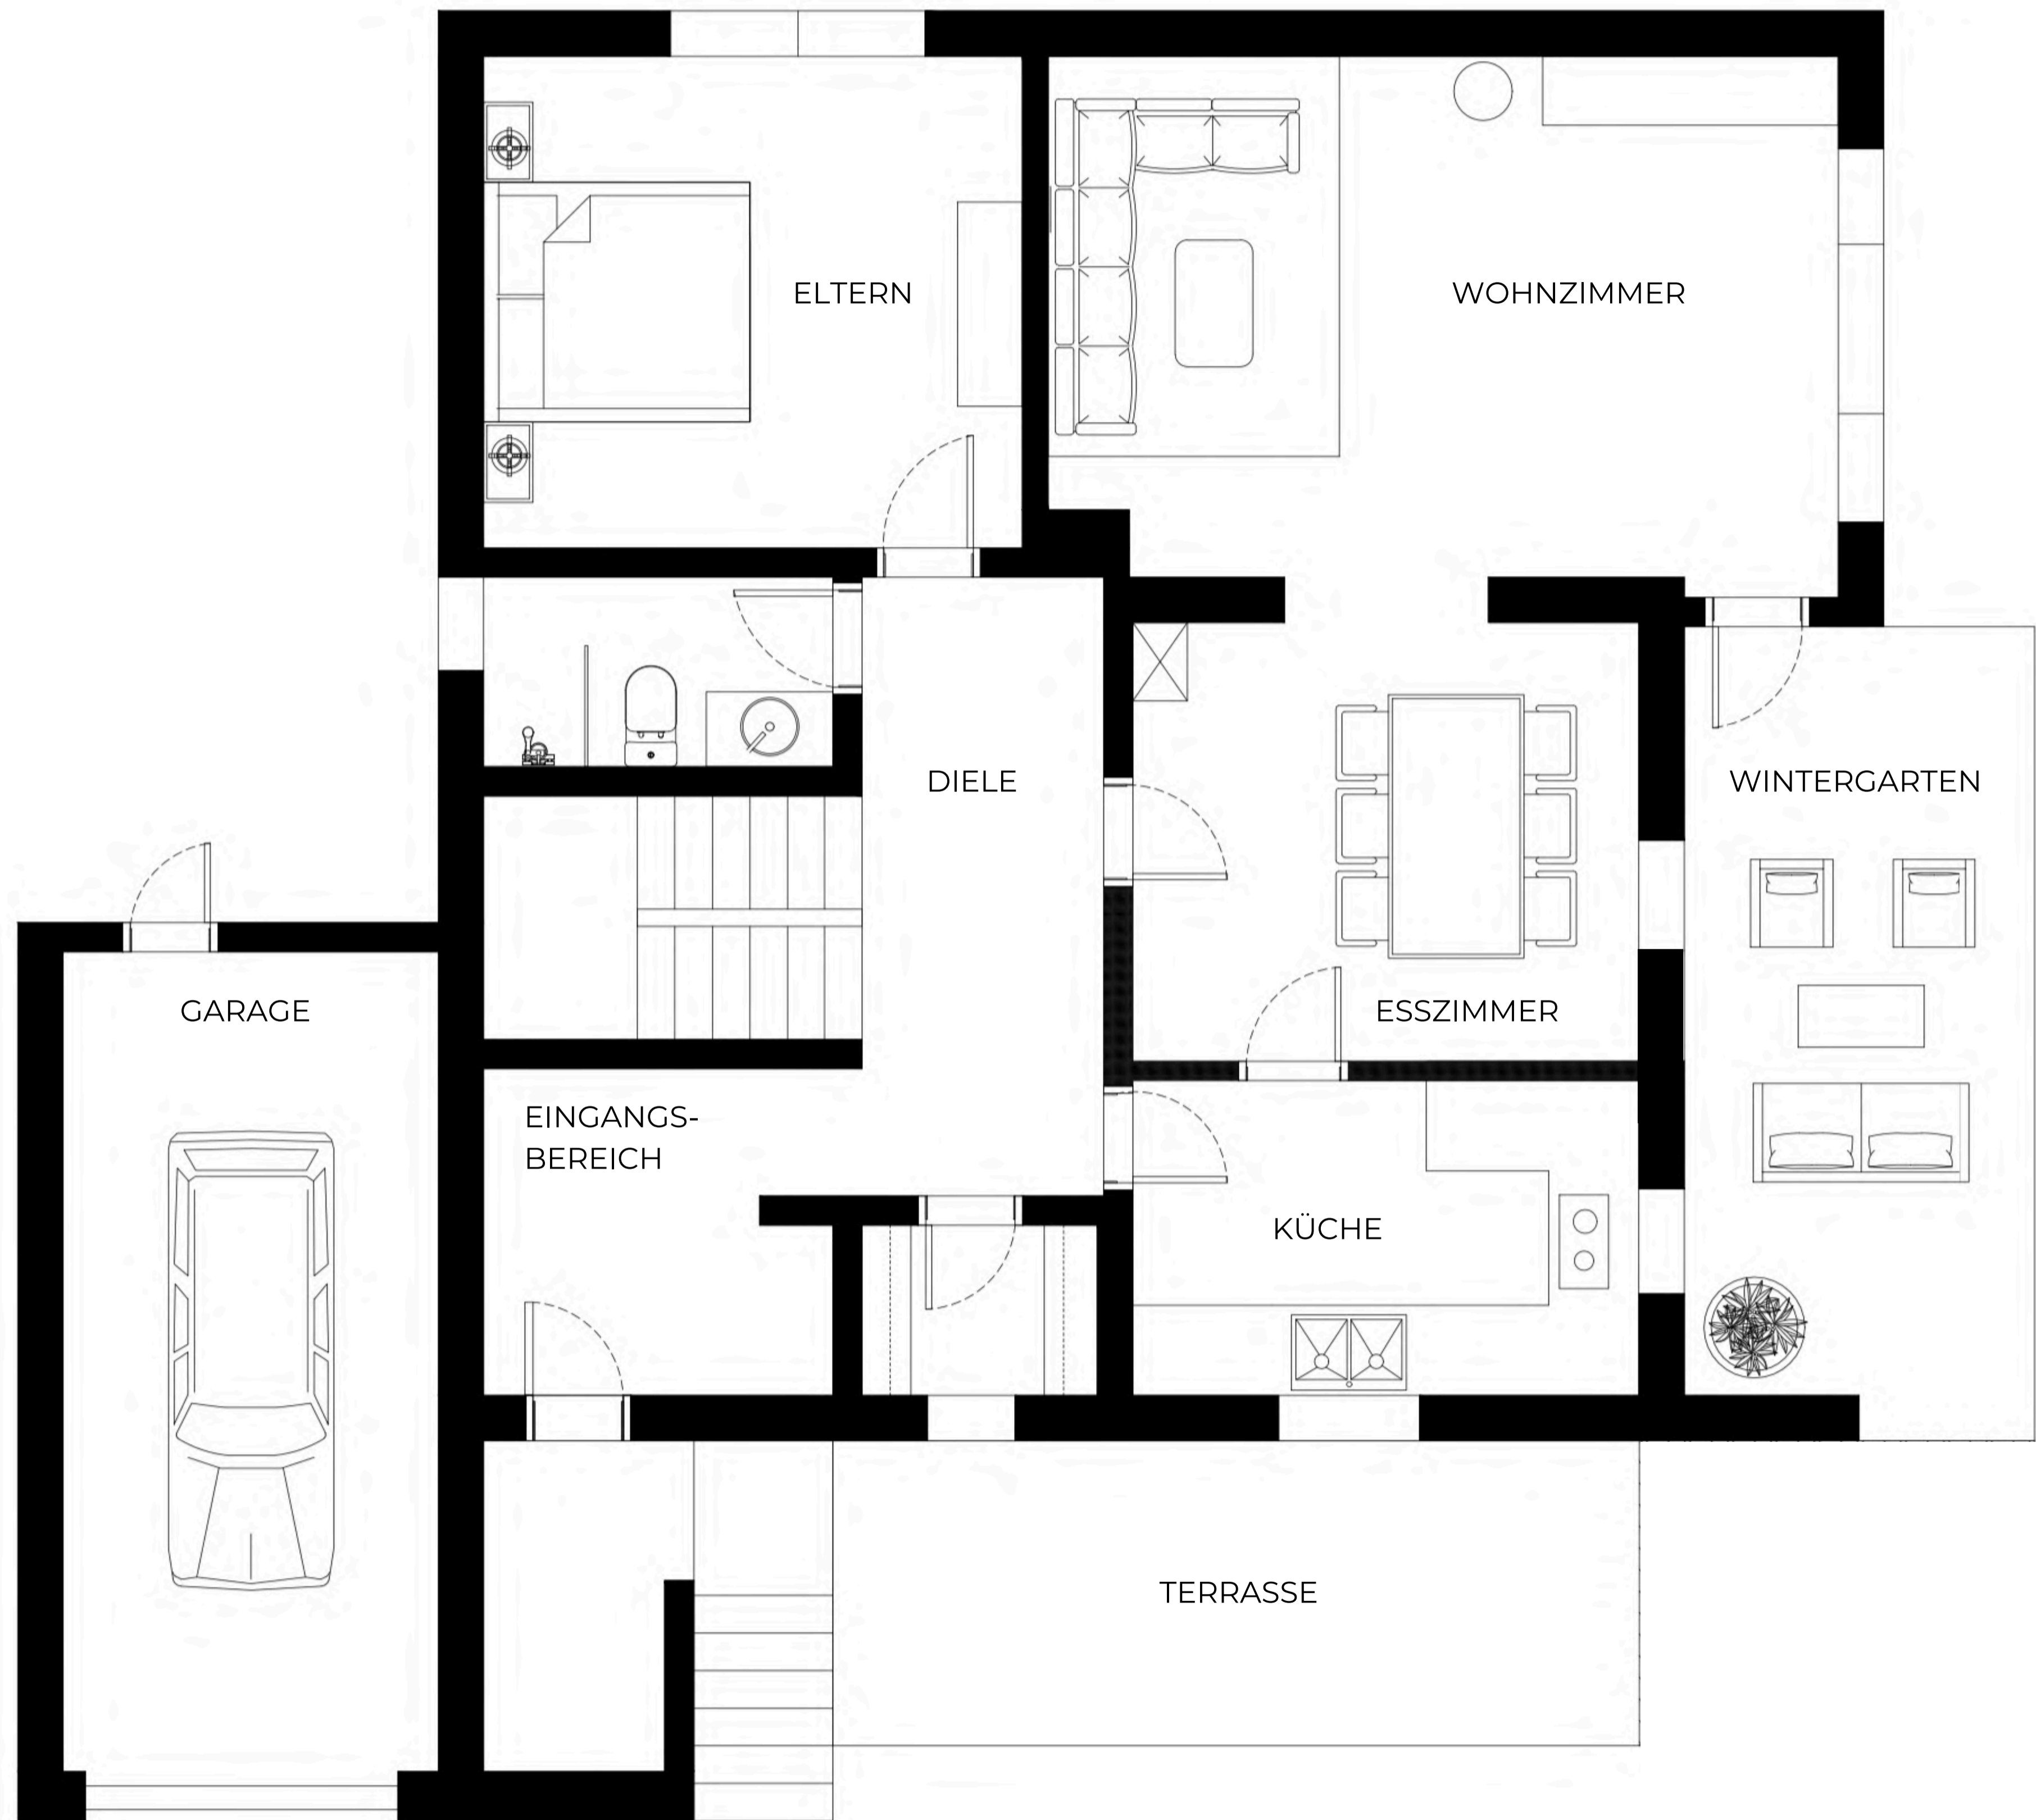 ELTERN
WOHNZIMMER
DIELE
WINTERGARTEN
GARAGE
ESSZIMMER
EINGANGS-
BEREICH
KÜCHE
TERRASSE